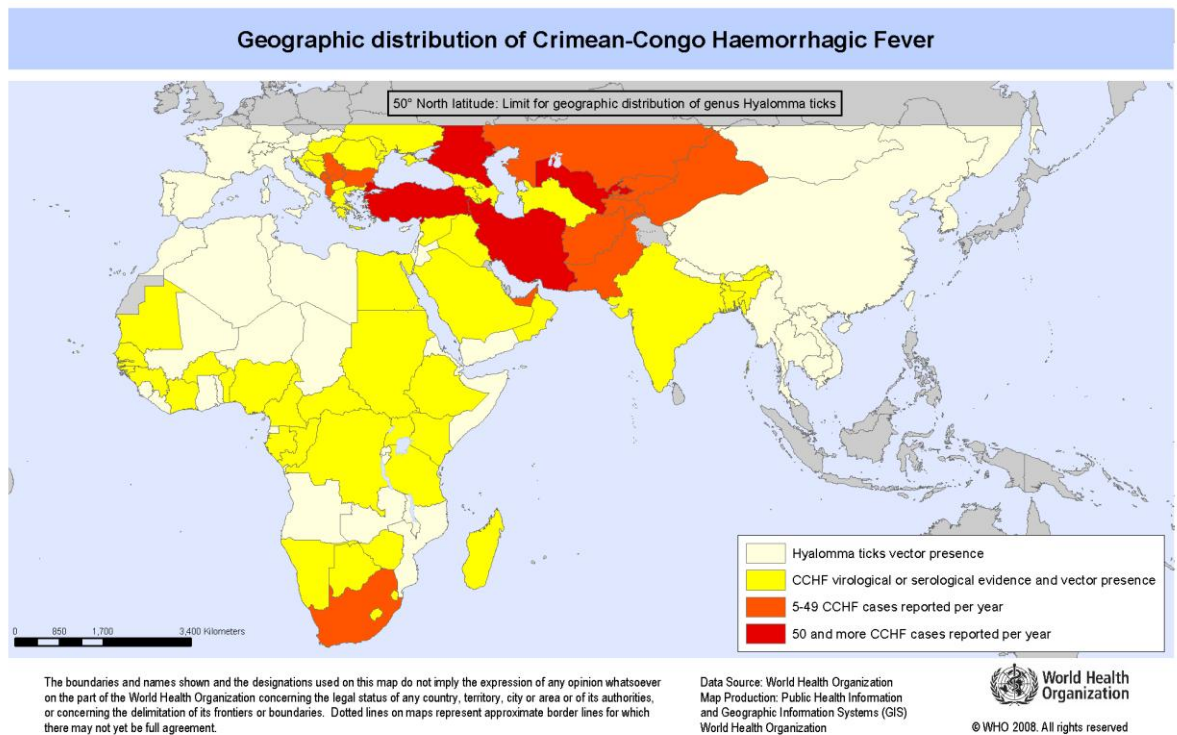 Geographic distribution of Crimean-Congo Haemorrhagic Fever
50° North latitude: Limit for geographic distribution of genus Hyalomma ticks
Hyalomma ticks vector presence
CCHF virological or serological evidence and vector presence
5-49 CCHF cases reported per year
50 and more CCHF cases reported per year
0 850 1,700 3,400 Kilometers
The boundaries and names shown and the designations used on this map do not imply the expression of any opinion whatsoever
on the part of the World Health Organization concerning the legal status of any country, territory, city or area or of its authorities,
or concerning the delimitation of its frontiers or boundaries. Dotted lines on maps represent approximate border lines for which
there may not yet be full agreement.
Data Source: World Health Organization
Map Production: Public Health Information
and Geographic Information Systems (GIS)
World Health Organization
World Health
Organization
© WHO 2008. All rights reserved